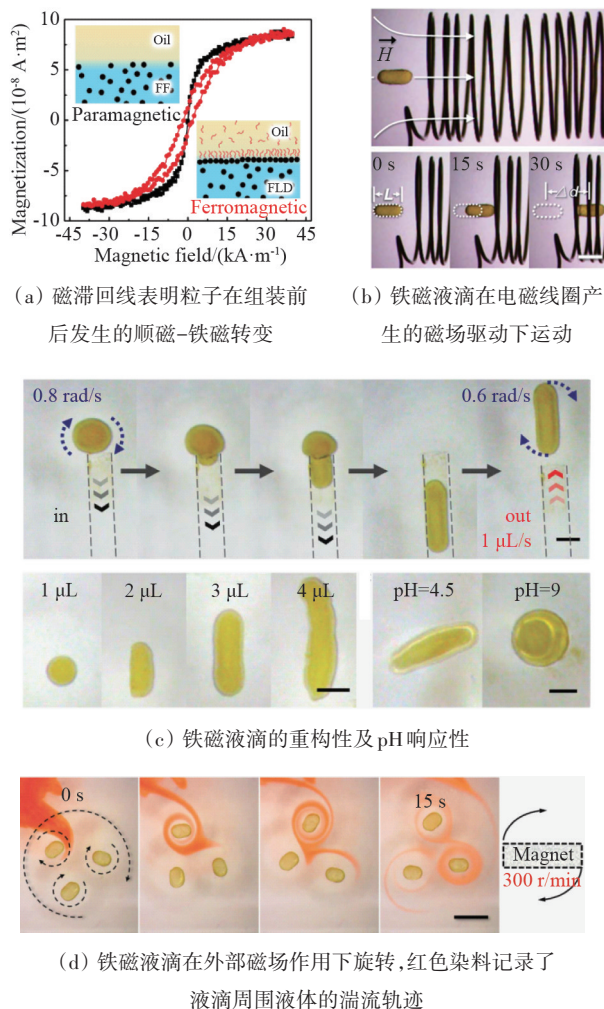 Magnetization/(10⁻⁸ A·m²)
10
5
0
-5
-10
Oil
FF
Paramagnetic
Oil
FLD
Ferromagnetic
-40 -20 0 20 40
Magnetic field/(kA·m⁻¹)
(a) 磁滞回线表明粒子在组装前
后发生的顺磁-铁磁转变
H
0 s 15 s 30 s
L Δd
(b) 铁磁液滴在电磁线圈产
生的磁场驱动下运动
0.8 rad/s 0.6 rad/s
in out
1 μL/s
1 μL 2 μL 3 μL 4 μL pH=4.5 pH=9
(c) 铁磁液滴的重构性及pH响应性
0 s 15 s
Magnet
300 r/min
(d) 铁磁液滴在外部磁场作用下旋转,红色染料记录了
液滴周围液体的湍流轨迹